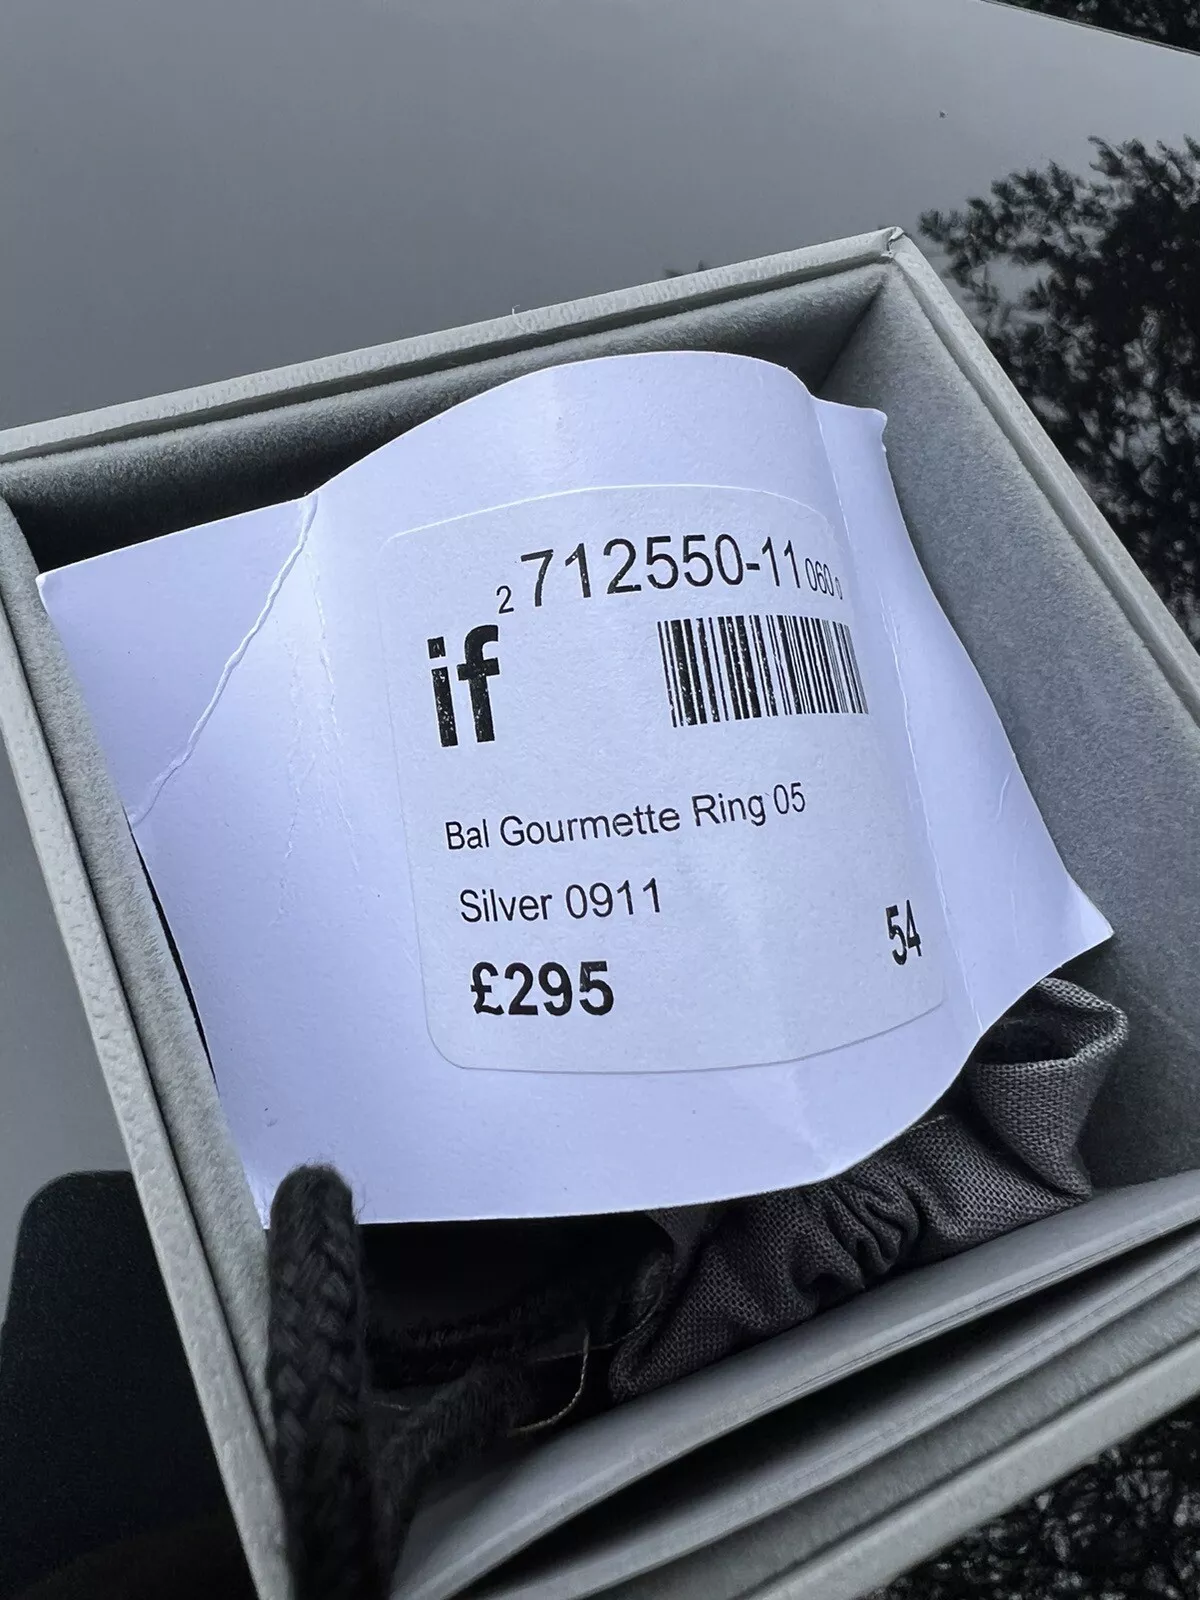 2 712550-11 060 0
if
Bal Gourmette Ring 05
Silver 0911
54
£295